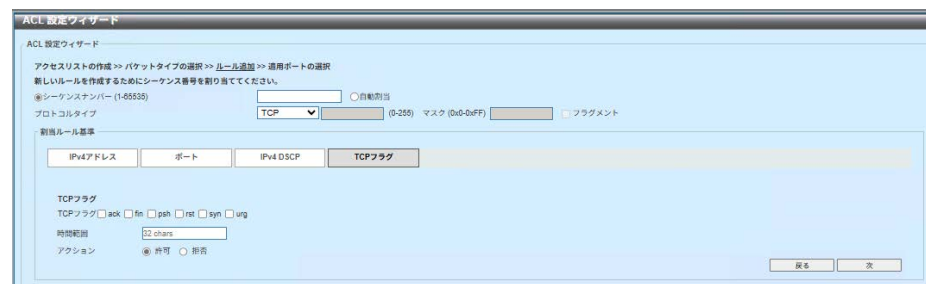 ACL 設定ウィザード
ACL 設定ウィザード
アクセスリストの作成 >> パケットタイプの選択 >> ルール追加 >> 適用ポートの選択
新しいルールを作成するためにシーケンス番号を割り当ててください。
シーケンスナンバー (1-65535) 自動割当
プロトコルタイプ TCP (0-255) マスク (0x0-0xFF) フラグメント
割当ルール基準
IPv4アドレス ポート IPv4 DSCP TCPフラグ
TCPフラグ
TCPフラグ ack fin psh rst syn urg
時間範囲 32 chars
アクション 許可 拒否
戻る 次